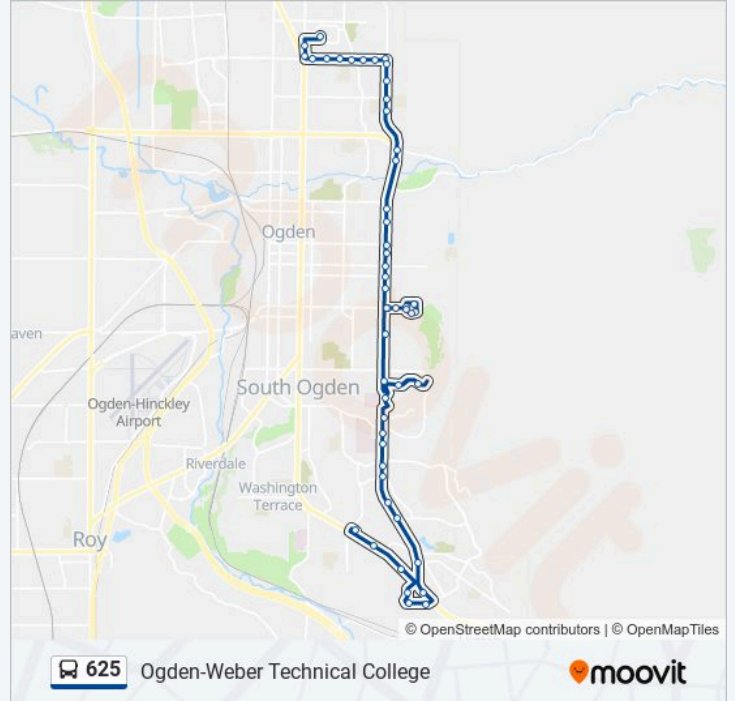 Ogden
aven
South Ogden
Ogden-Hinckley
Airport
Riverdale
Washington
Terrace
Roy
© OpenStreetMap contributors | © OpenMapTiles
625 Ogden-Weber Technical College
moovit